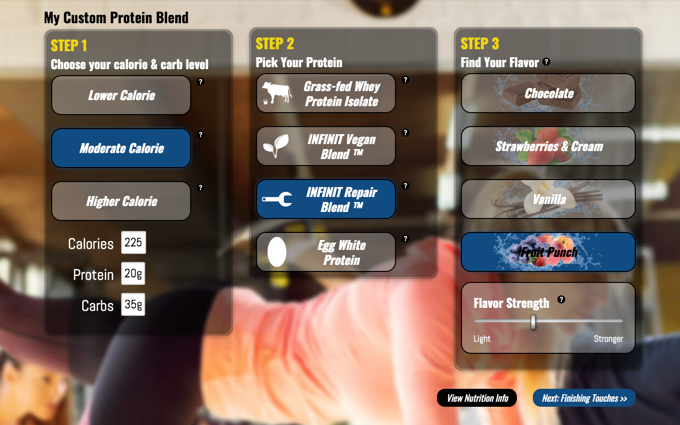 My Custom Protein Blend
STEP 1
Choose your calorie & carb level
Lower Calorie
?
Moderate Calorie
?
Higher Calorie
?
Calories 225
Protein 20g
Carbs 35g
STEP 2
Pick Your Protein
Grass-fed Whey
Protein Isolate
?
INFINIT Vegan
Blend ™
?
INFINIT Repair
Blend ™
?
Egg White
Protein
?
STEP 3
Find Your Flavor ?
Chocolate
Strawberries & Cream
Vanilla
Fruit Punch
Flavor Strength ?
Light Stronger
View Nutrition Info
Next: Finishing Touches >>